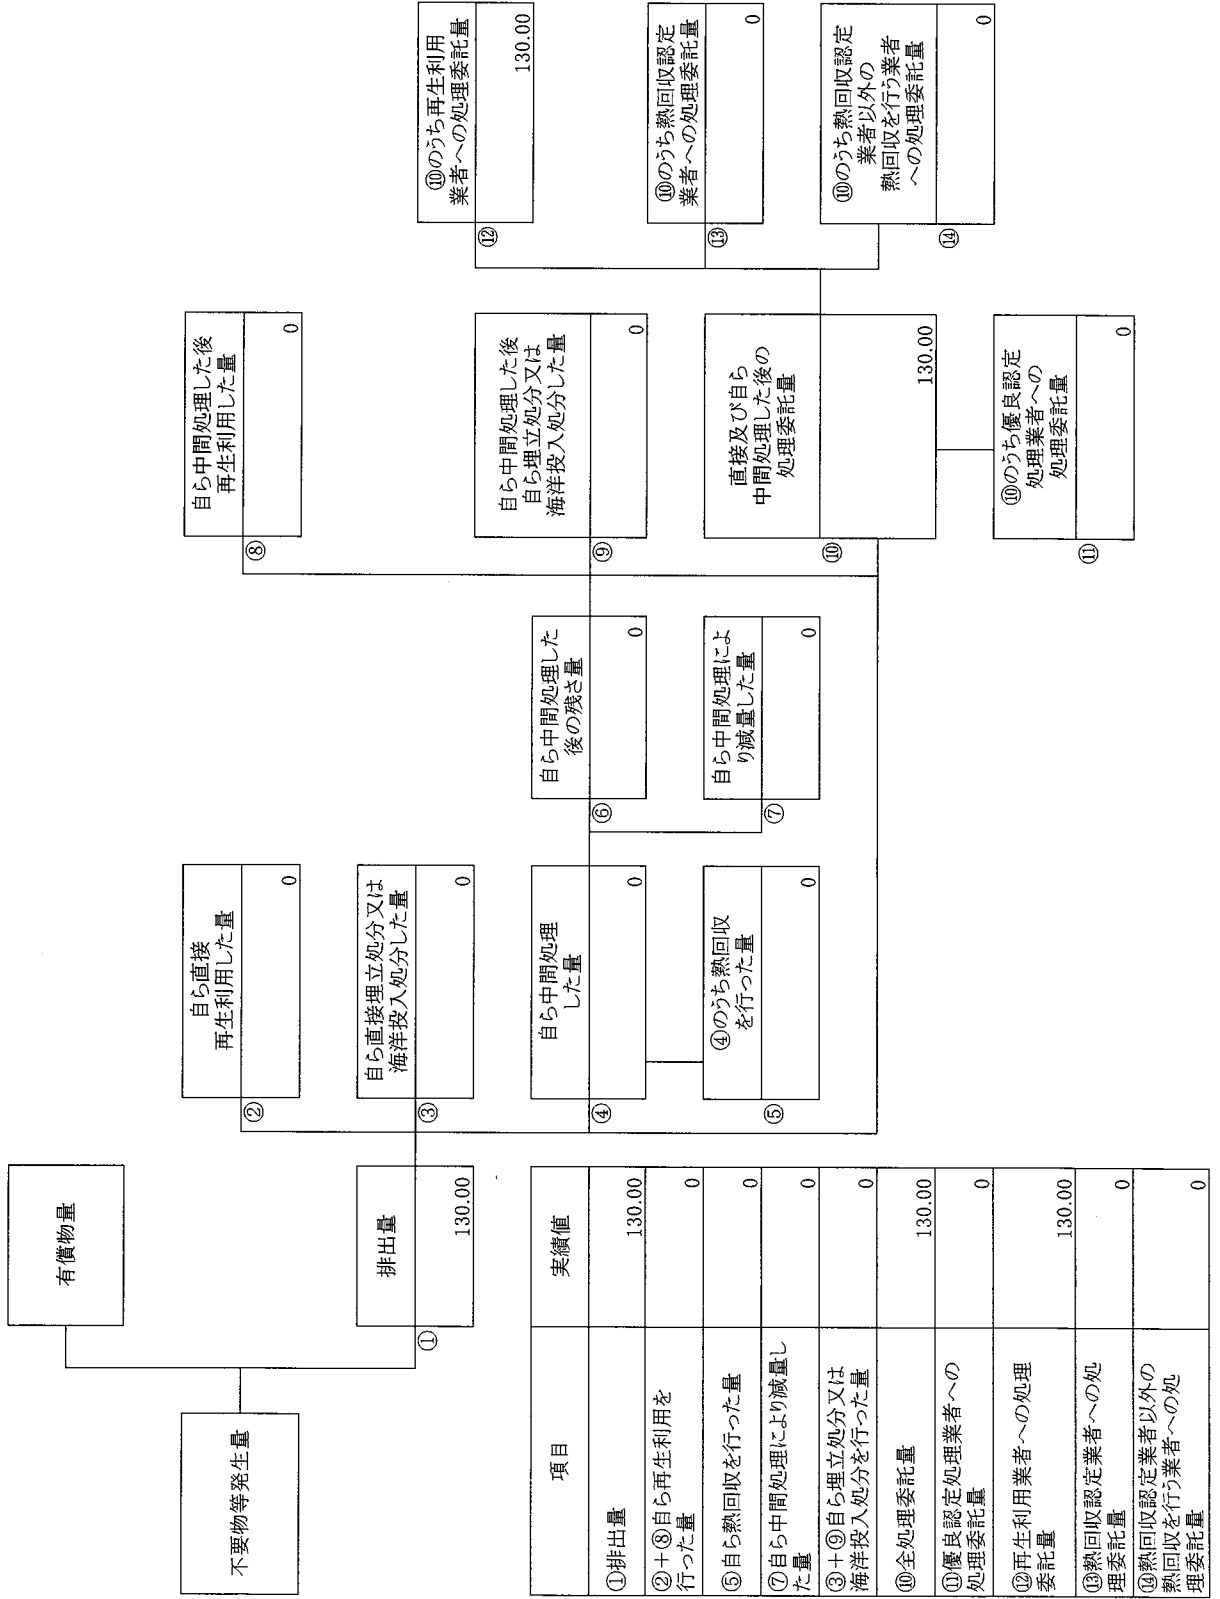 不要物等発生量
有償物量
排出量
①
130.00
自ら直接
再生利用した量
②
0
自ら直接埋立処分又は
海洋投入処分した量
③
0
自ら中間処理
した量
④
0
④のうち熱回収
を行った量
⑤
0
自ら中間処理した
後の残さ量
⑥
0
自ら中間処理によ
り減量した量
⑦
0
自ら中間処理した後
再生利用した量
⑧
0
自ら中間処理した後
自ら埋立処分又は
海洋投入処分した量
⑨
0
直接及び自ら
中間処理した後の
処理委託量
⑩
130.00
⑩のうち優良認定
処理業者への
処理委託量
⑪
0
⑩のうち再生利用
業者への処理委託量
⑫
130.00
⑩のうち熱回収認定
業者への処理委託量
⑬
0
⑩のうち熱回収認定
業者以外の
熱回収を行う業者
への処理委託量
⑭
0
項目 実績値
①排出量 130.00
②+⑧自ら再生利用を
行った量 0
⑤自ら熱回収を行った量 0
⑦自ら中間処理により減量し
た量 0
③+⑨自ら埋立処分又は
海洋投入処分を行った量 0
⑩全処理委託量 130.00
⑪優良認定処理業者への
処理委託量 0
⑫再生利用業者への処理
委託量 130.00
⑬熱回収認定業者への処
理委託量 0
⑭熱回収認定業者以外の
熱回収を行う業者への処
理委託量 0